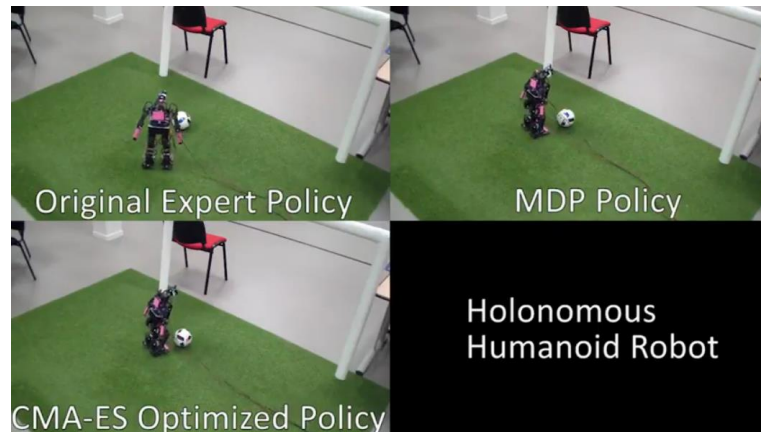 Original Expert Policy
MDP Policy
CMA-ES Optimized Policy
Holonomous
Humanoid Robot